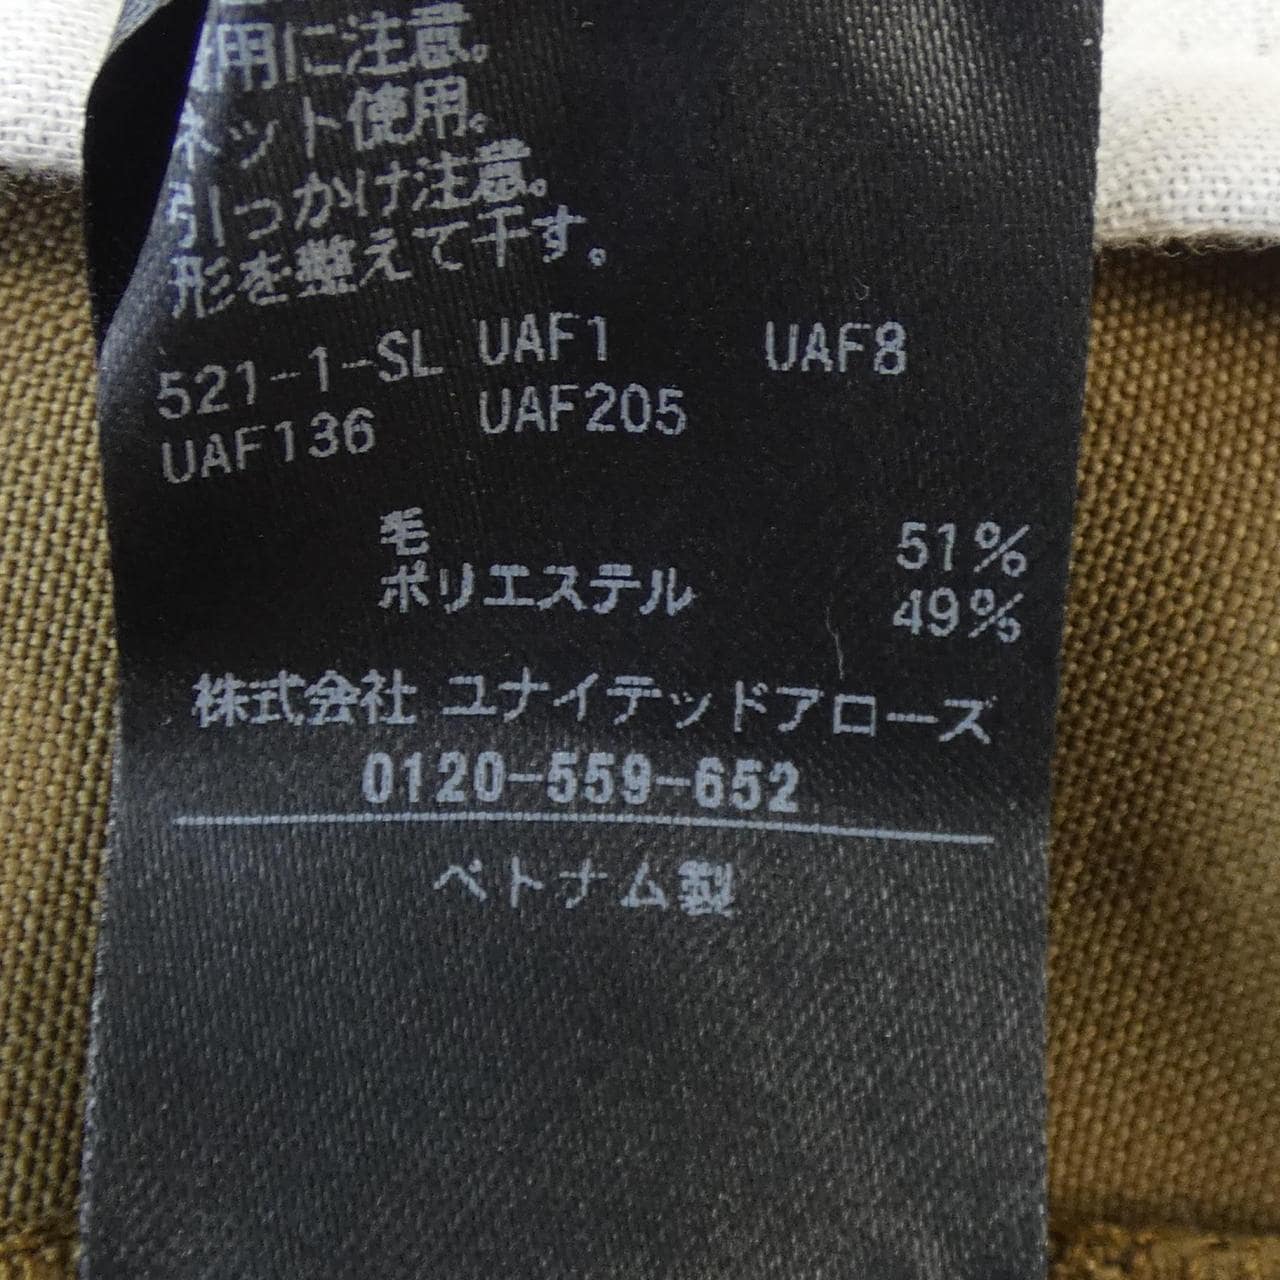 用に注意。
ネット使用。
引っかけ注意。
形を整えて干す。
521-1-SL UAF1 UAF8
UAF136 UAF205
毛 51%
ポリエステル 49%
株式会社 ユナイテッドアローズ
0120-559-652
ベトナム製